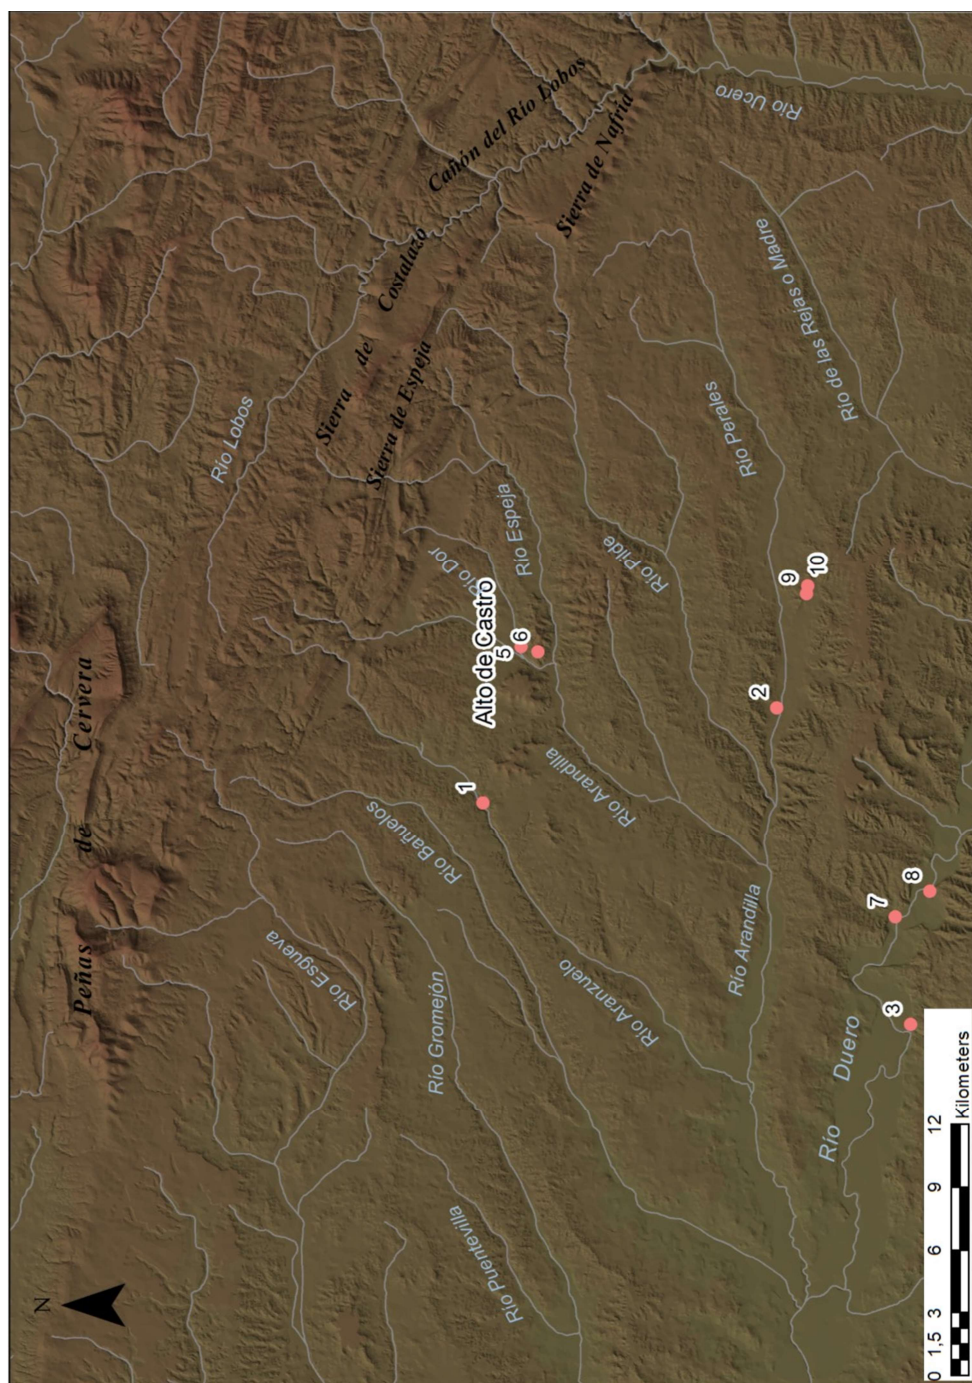 N
Peñas de Cervera
Río Lobos
Río Esgueva
Sierra de Costalazo
Sierra de Espeja
Cañón del Río Lobos
Río Bañuelos
Río Gromejón
Río Dor
1
Alto de Castro
5
6
Río Espeja
Río Puentevilla
Sierra de Nafría
Río Arandilla
Río Aranzuelo
Río Pilde
Río Arandilla
Río Perales
Río Ucero
2
9
10
Río de las Rejas o Madre
Río Duero
7
8
3
0 1,5 3 6 9 12
Kilometers